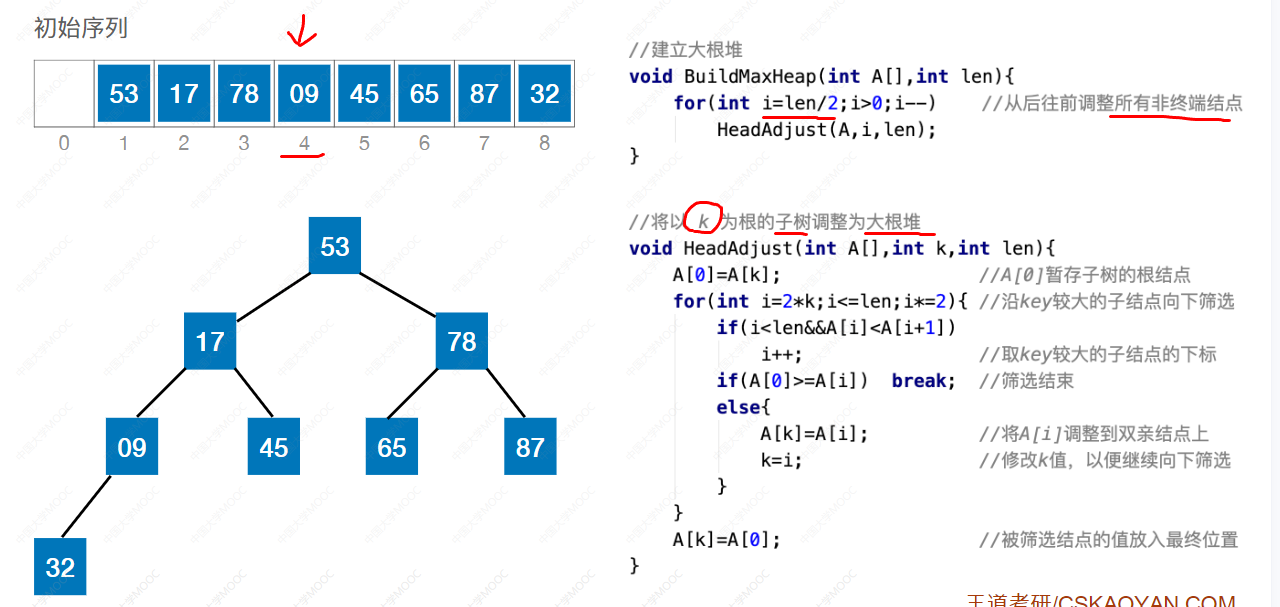 初始序列
53 17 78 09 45 65 87 32
0 1 2 3 4 5 6 7 8
53
17 78
09 45 65 87
32
//建立大根堆
void BuildMaxHeap(int A[],int len){
for(int i=len/2;i>0;i--) //从后往前调整所有非终端结点
HeadAdjust(A,i,len);
}
//将以 k 为根的子树调整为大根堆
void HeadAdjust(int A[],int k,int len){
A[0]=A[k]; //A[0]暂存子树的根结点
for(int i=2*k;i<=len;i*=2){ //沿key较大的子结点向下筛选
if(i<len&&A[i]<A[i+1])
i++; //取key较大的子结点的下标
if(A[0]>=A[i]) break; //筛选结束
else{
A[k]=A[i]; //将A[i]调整到双亲结点上
k=i; //修改k值，以便继续向下筛选
}
}
A[k]=A[0]; //被筛选结点的值放入最终位置
}
王道考研/CSKAOYAN.COM